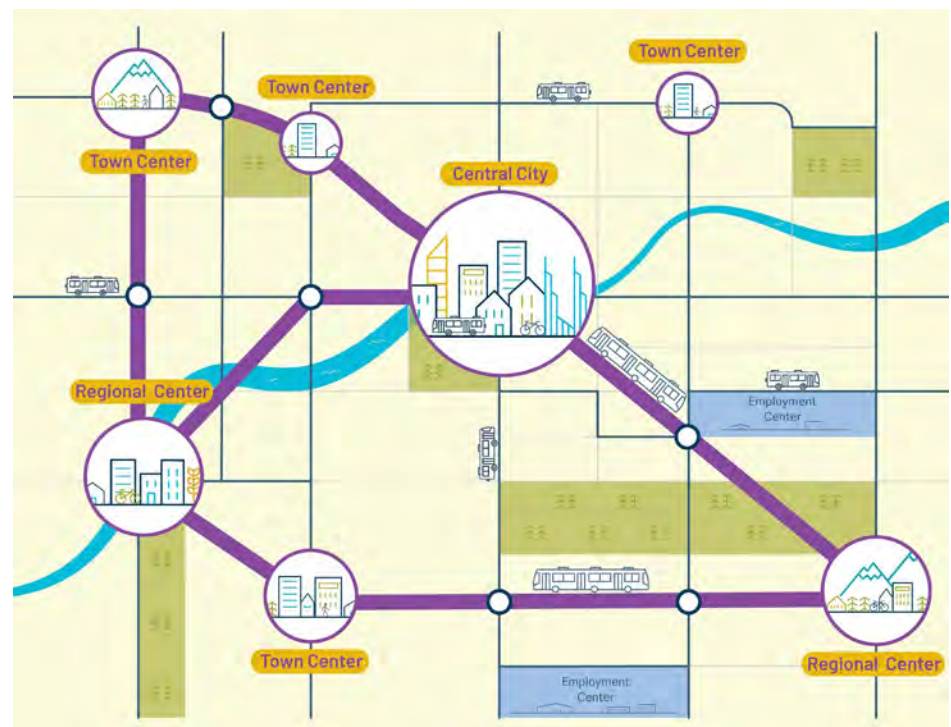 Town Center
Town Center
Town Center
Central City
Regional Center
Employment
Center
Town Center
Regional Center
Employment
Center